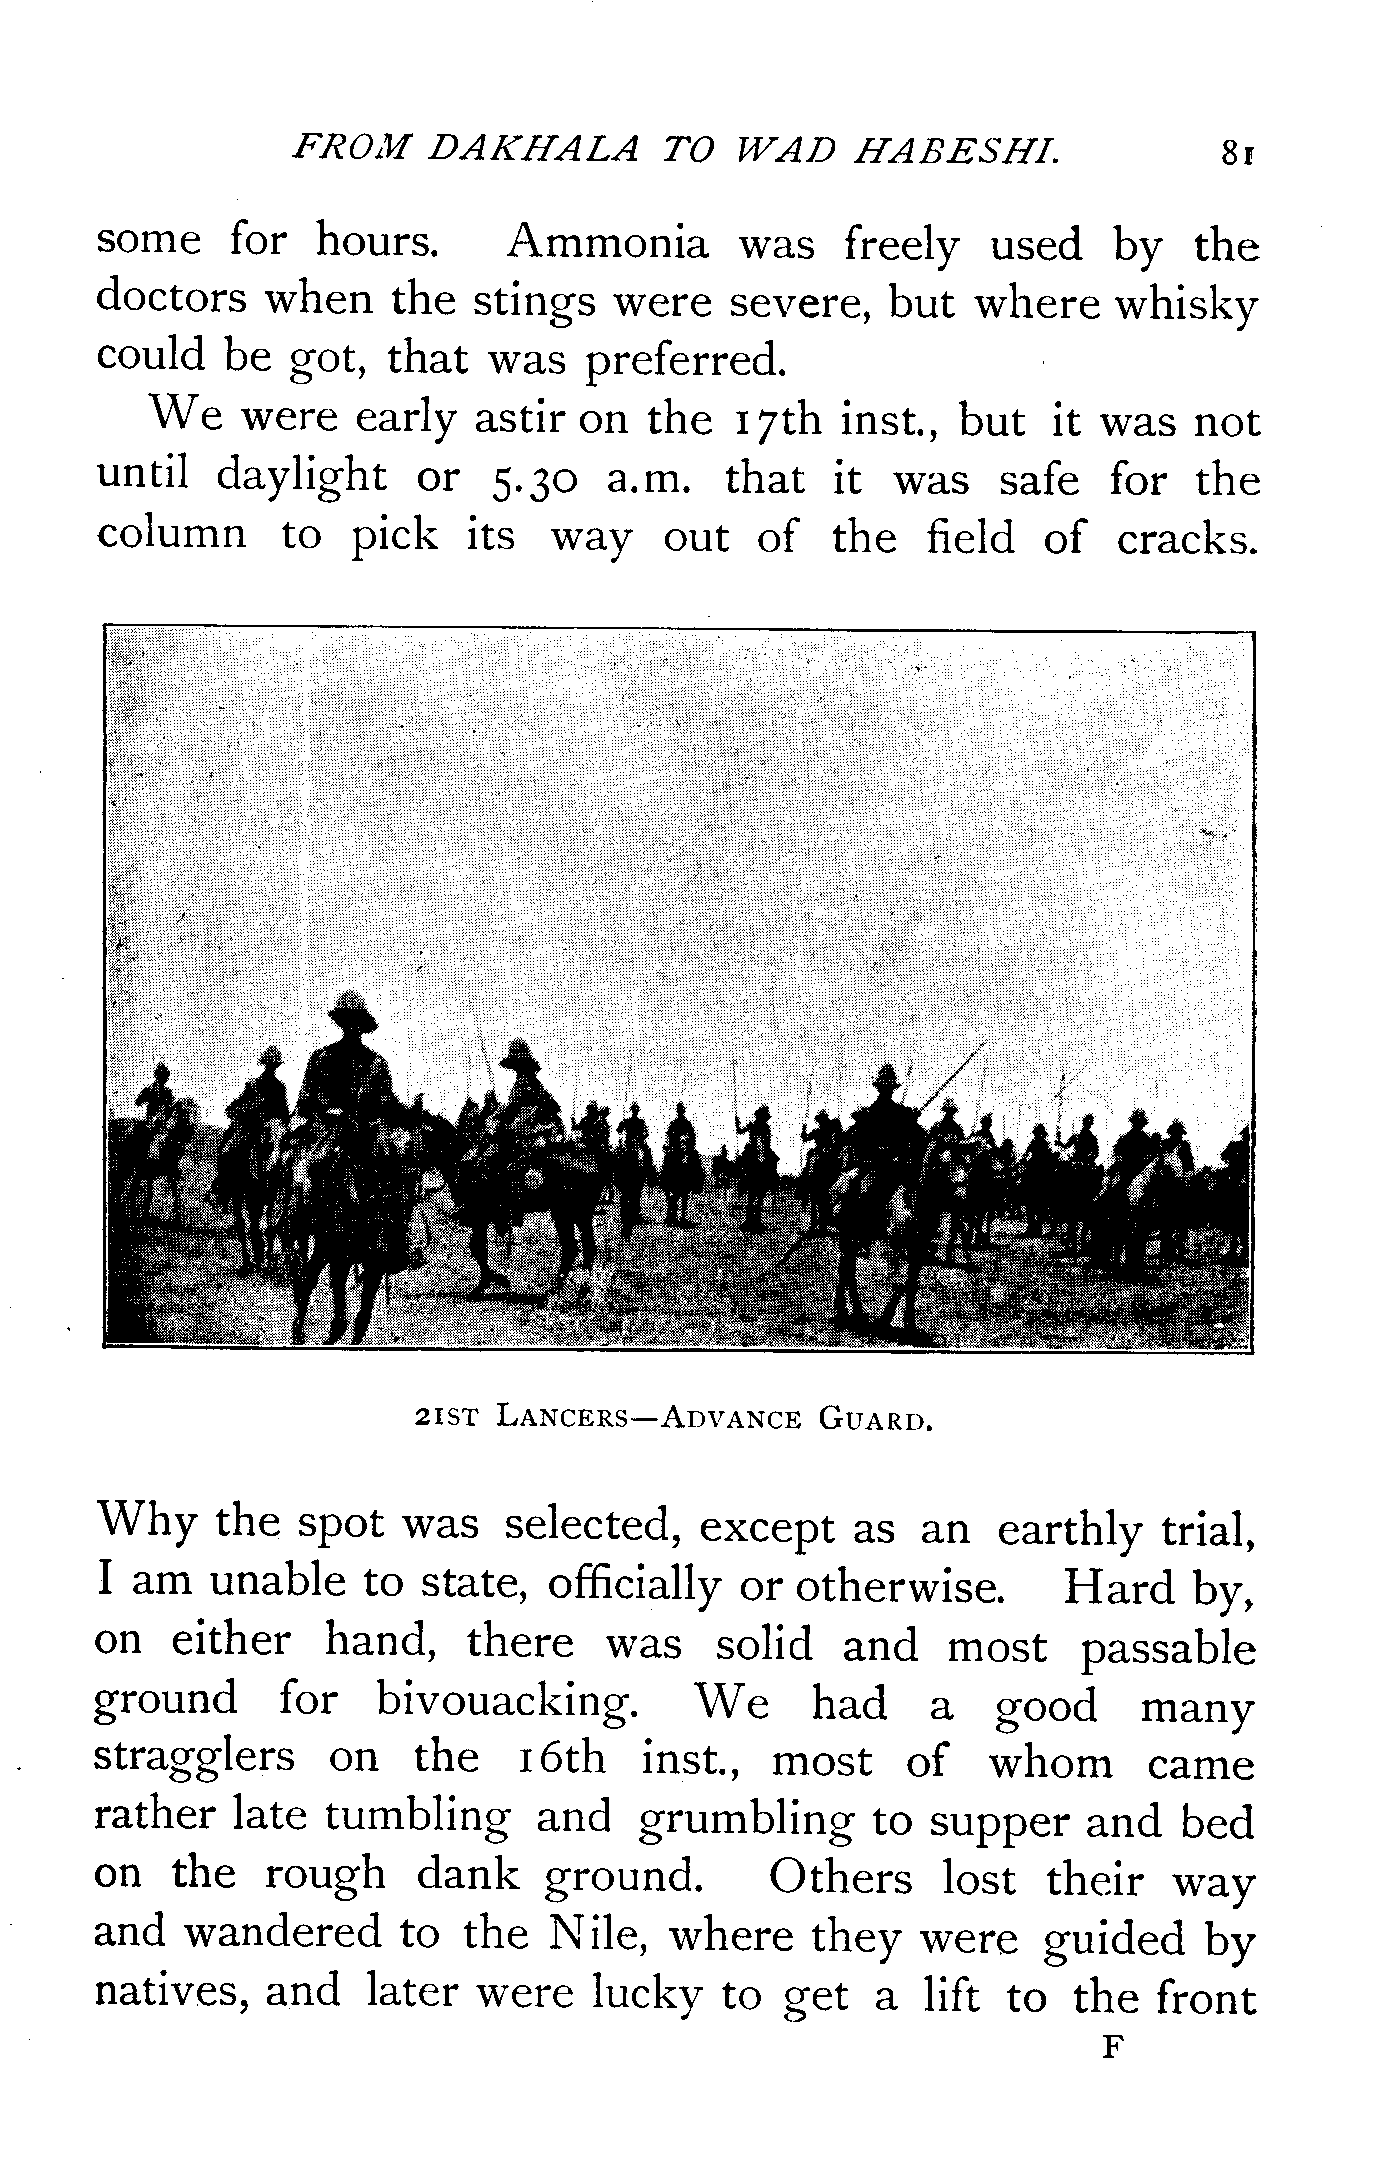 FROM DAKHALA TO WAD HABESHI. 81
some for hours. Ammonia was freely used by the
doctors when the stings were severe, but where whisky
could be got, that was preferred.
We were early astir on the 17th inst., but it was not
until daylight or 5.30 a.m. that it was safe for the
column to pick its way out of the field of cracks.
21ST LANCERS—ADVANCE GUARD.
Why the spot was selected, except as an earthly trial,
I am unable to state, officially or otherwise. Hard by,
on either hand, there was solid and most passable
ground for bivouacking. We had a good many
stragglers on the 16th inst., most of whom came
rather late tumbling and grumbling to supper and bed
on the rough dank ground. Others lost their way
and wandered to the Nile, where they were guided by
natives, and later were lucky to get a lift to the front
F